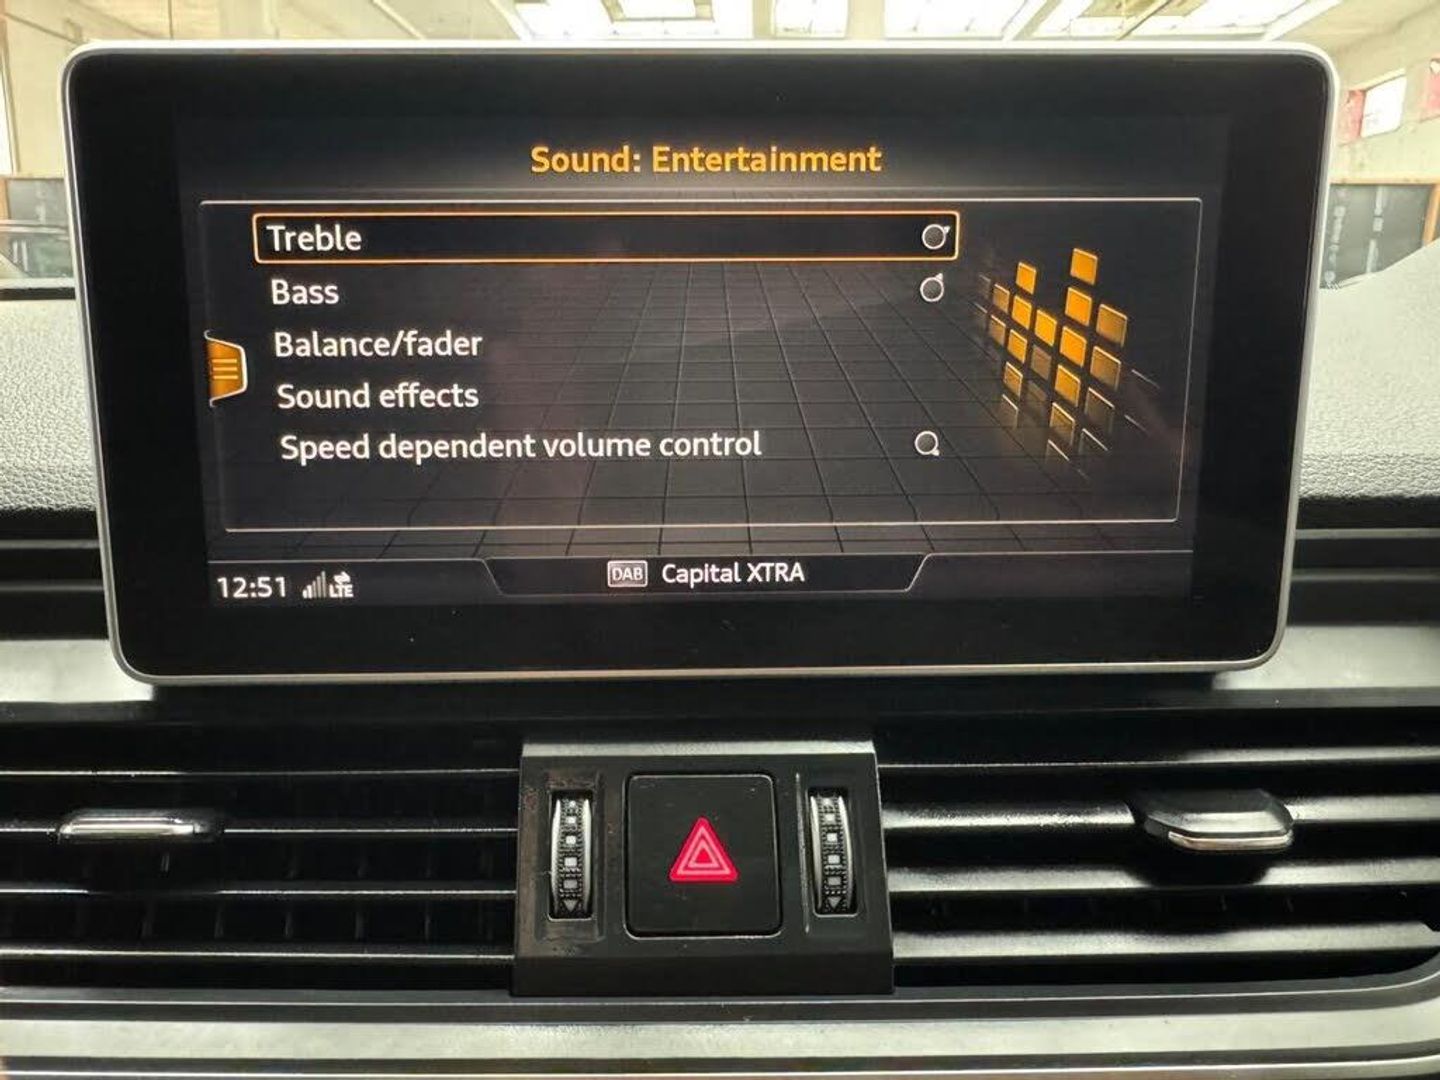 Sound: Entertainment
Treble
Bass
Balance/fader
Sound effects
Speed dependent volume control
12:51 LTE
DAB Capital XTRA